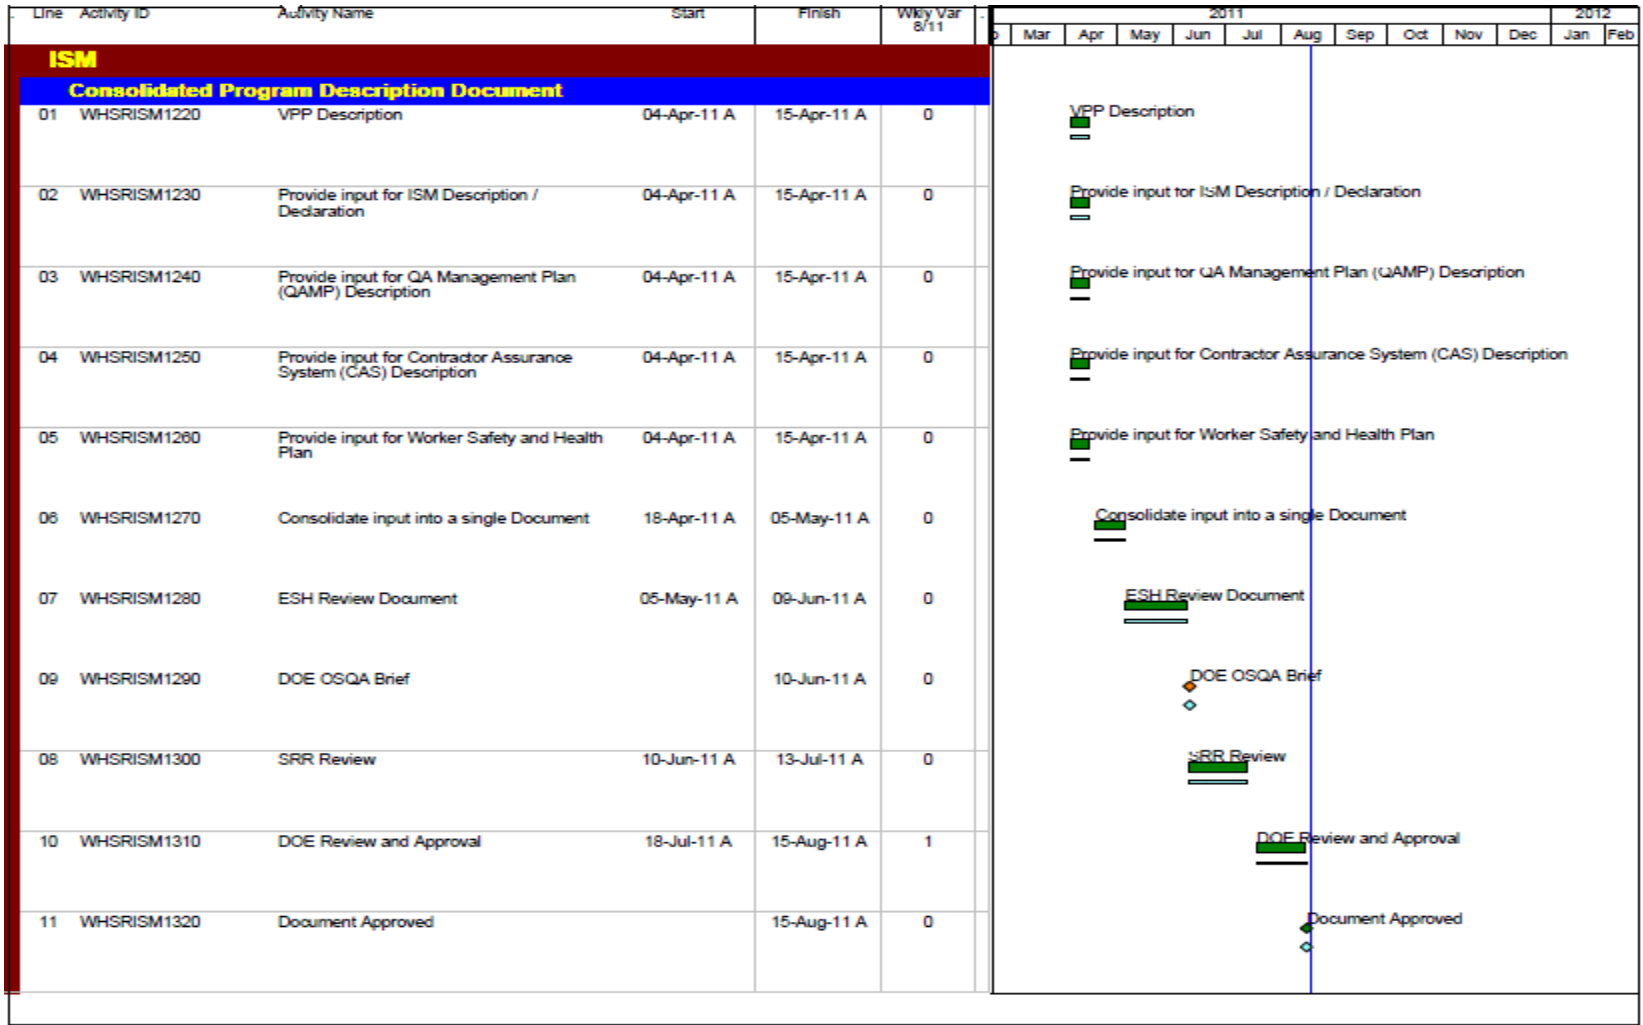 Line Activity ID Activity Name Start Finish Wkly Var 2011 2012
8/11
Mar Apr May Jun Jul Aug Sep Oct Nov Dec Jan Feb
ISM
Consolidated Program Description Document
01 WHSRISM1220 VPP Description 04-Apr-11 A 15-Apr-11 A 0 VPP Description
02 WHSRISM1230 Provide input for ISM Description / 04-Apr-11 A 15-Apr-11 A 0 Provide input for ISM Description / Declaration
Declaration
03 WHSRISM1240 Provide input for QA Management Plan 04-Apr-11 A 15-Apr-11 A 0 Provide input for QA Management Plan (QAMP) Description
(QAMP) Description
04 WHSRISM1250 Provide input for Contractor Assurance 04-Apr-11 A 15-Apr-11 A 0 Provide input for Contractor Assurance System (CAS) Description
System (CAS) Description
05 WHSRISM1260 Provide input for Worker Safety and Health 04-Apr-11 A 15-Apr-11 A 0 Provide input for Worker Safety and Health Plan
Plan
06 WHSRISM1270 Consolidate input into a single Document 18-Apr-11 A 05-May-11 A 0 Consolidate input into a single Document
07 WHSRISM1280 ESH Review Document 05-May-11 A 09-Jun-11 A 0 ESH Review Document
09 WHSRISM1290 DOE OSQA Brief 10-Jun-11 A 0 DOE OSQA Brief
08 WHSRISM1300 SRR Review 10-Jun-11 A 13-Jul-11 A 0 SRR Review
10 WHSRISM1310 DOE Review and Approval 18-Jul-11 A 15-Aug-11 A 1 DOE Review and Approval
11 WHSRISM1320 Document Approved 15-Aug-11 A 0 Document Approved